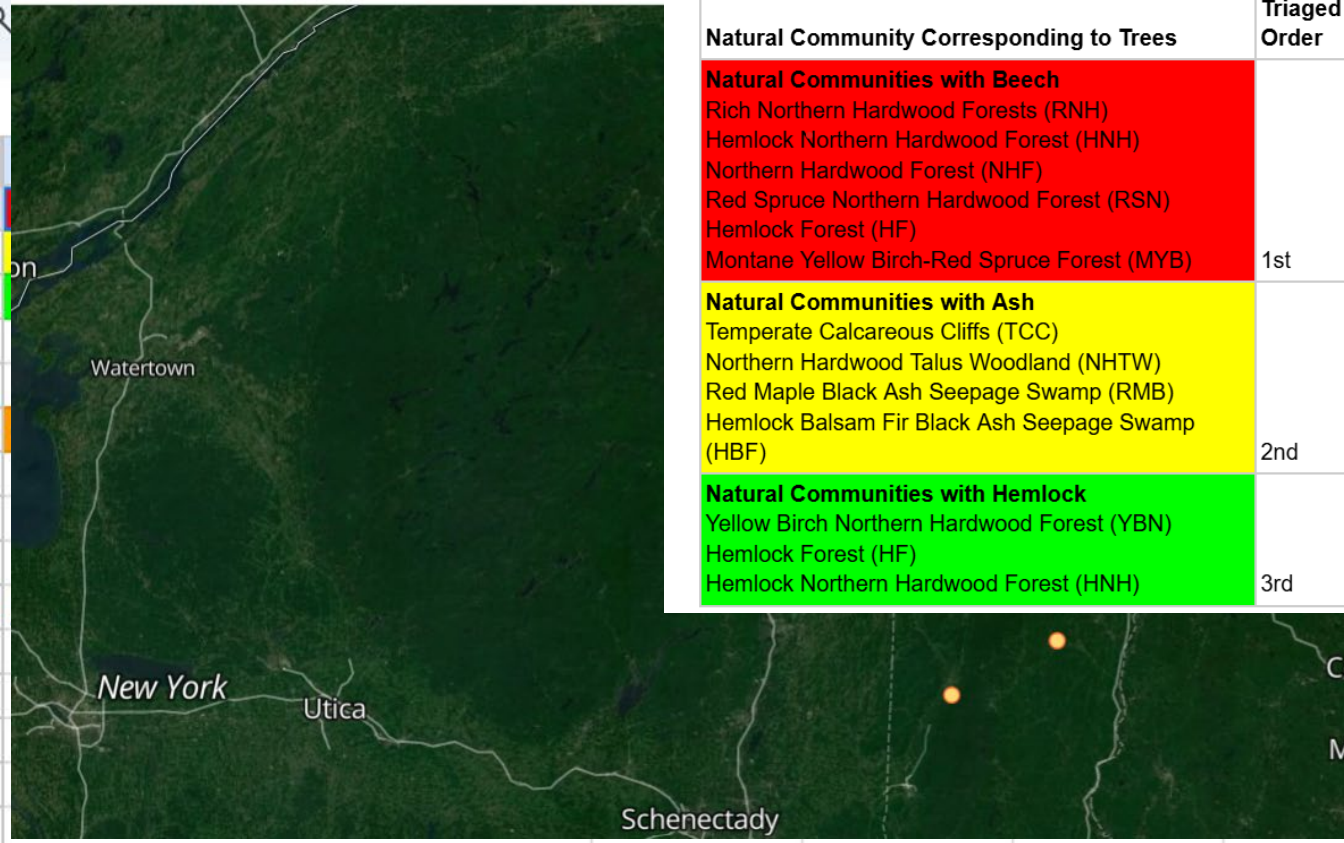 Triaged
Natural Community Corresponding to Trees Order
Natural Communities with Beech
Rich Northern Hardwood Forests (RNH)
Hemlock Northern Hardwood Forest (HNH)
Northern Hardwood Forest (NHF)
Red Spruce Northern Hardwood Forest (RSN)
Hemlock Forest (HF)
Montane Yellow Birch-Red Spruce Forest (MYB) 1st
Natural Communities with Ash
Temperate Calcareous Cliffs (TCC)
Northern Hardwood Talus Woodland (NHTW)
Red Maple Black Ash Seepage Swamp (RMB)
Hemlock Balsam Fir Black Ash Seepage Swamp
(HBF) 2nd
Natural Communities with Hemlock
Yellow Birch Northern Hardwood Forest (YBN)
Hemlock Forest (HF)
Hemlock Northern Hardwood Forest (HNH) 3rd
on
Watertown
New York
Utica
Schenectady
C